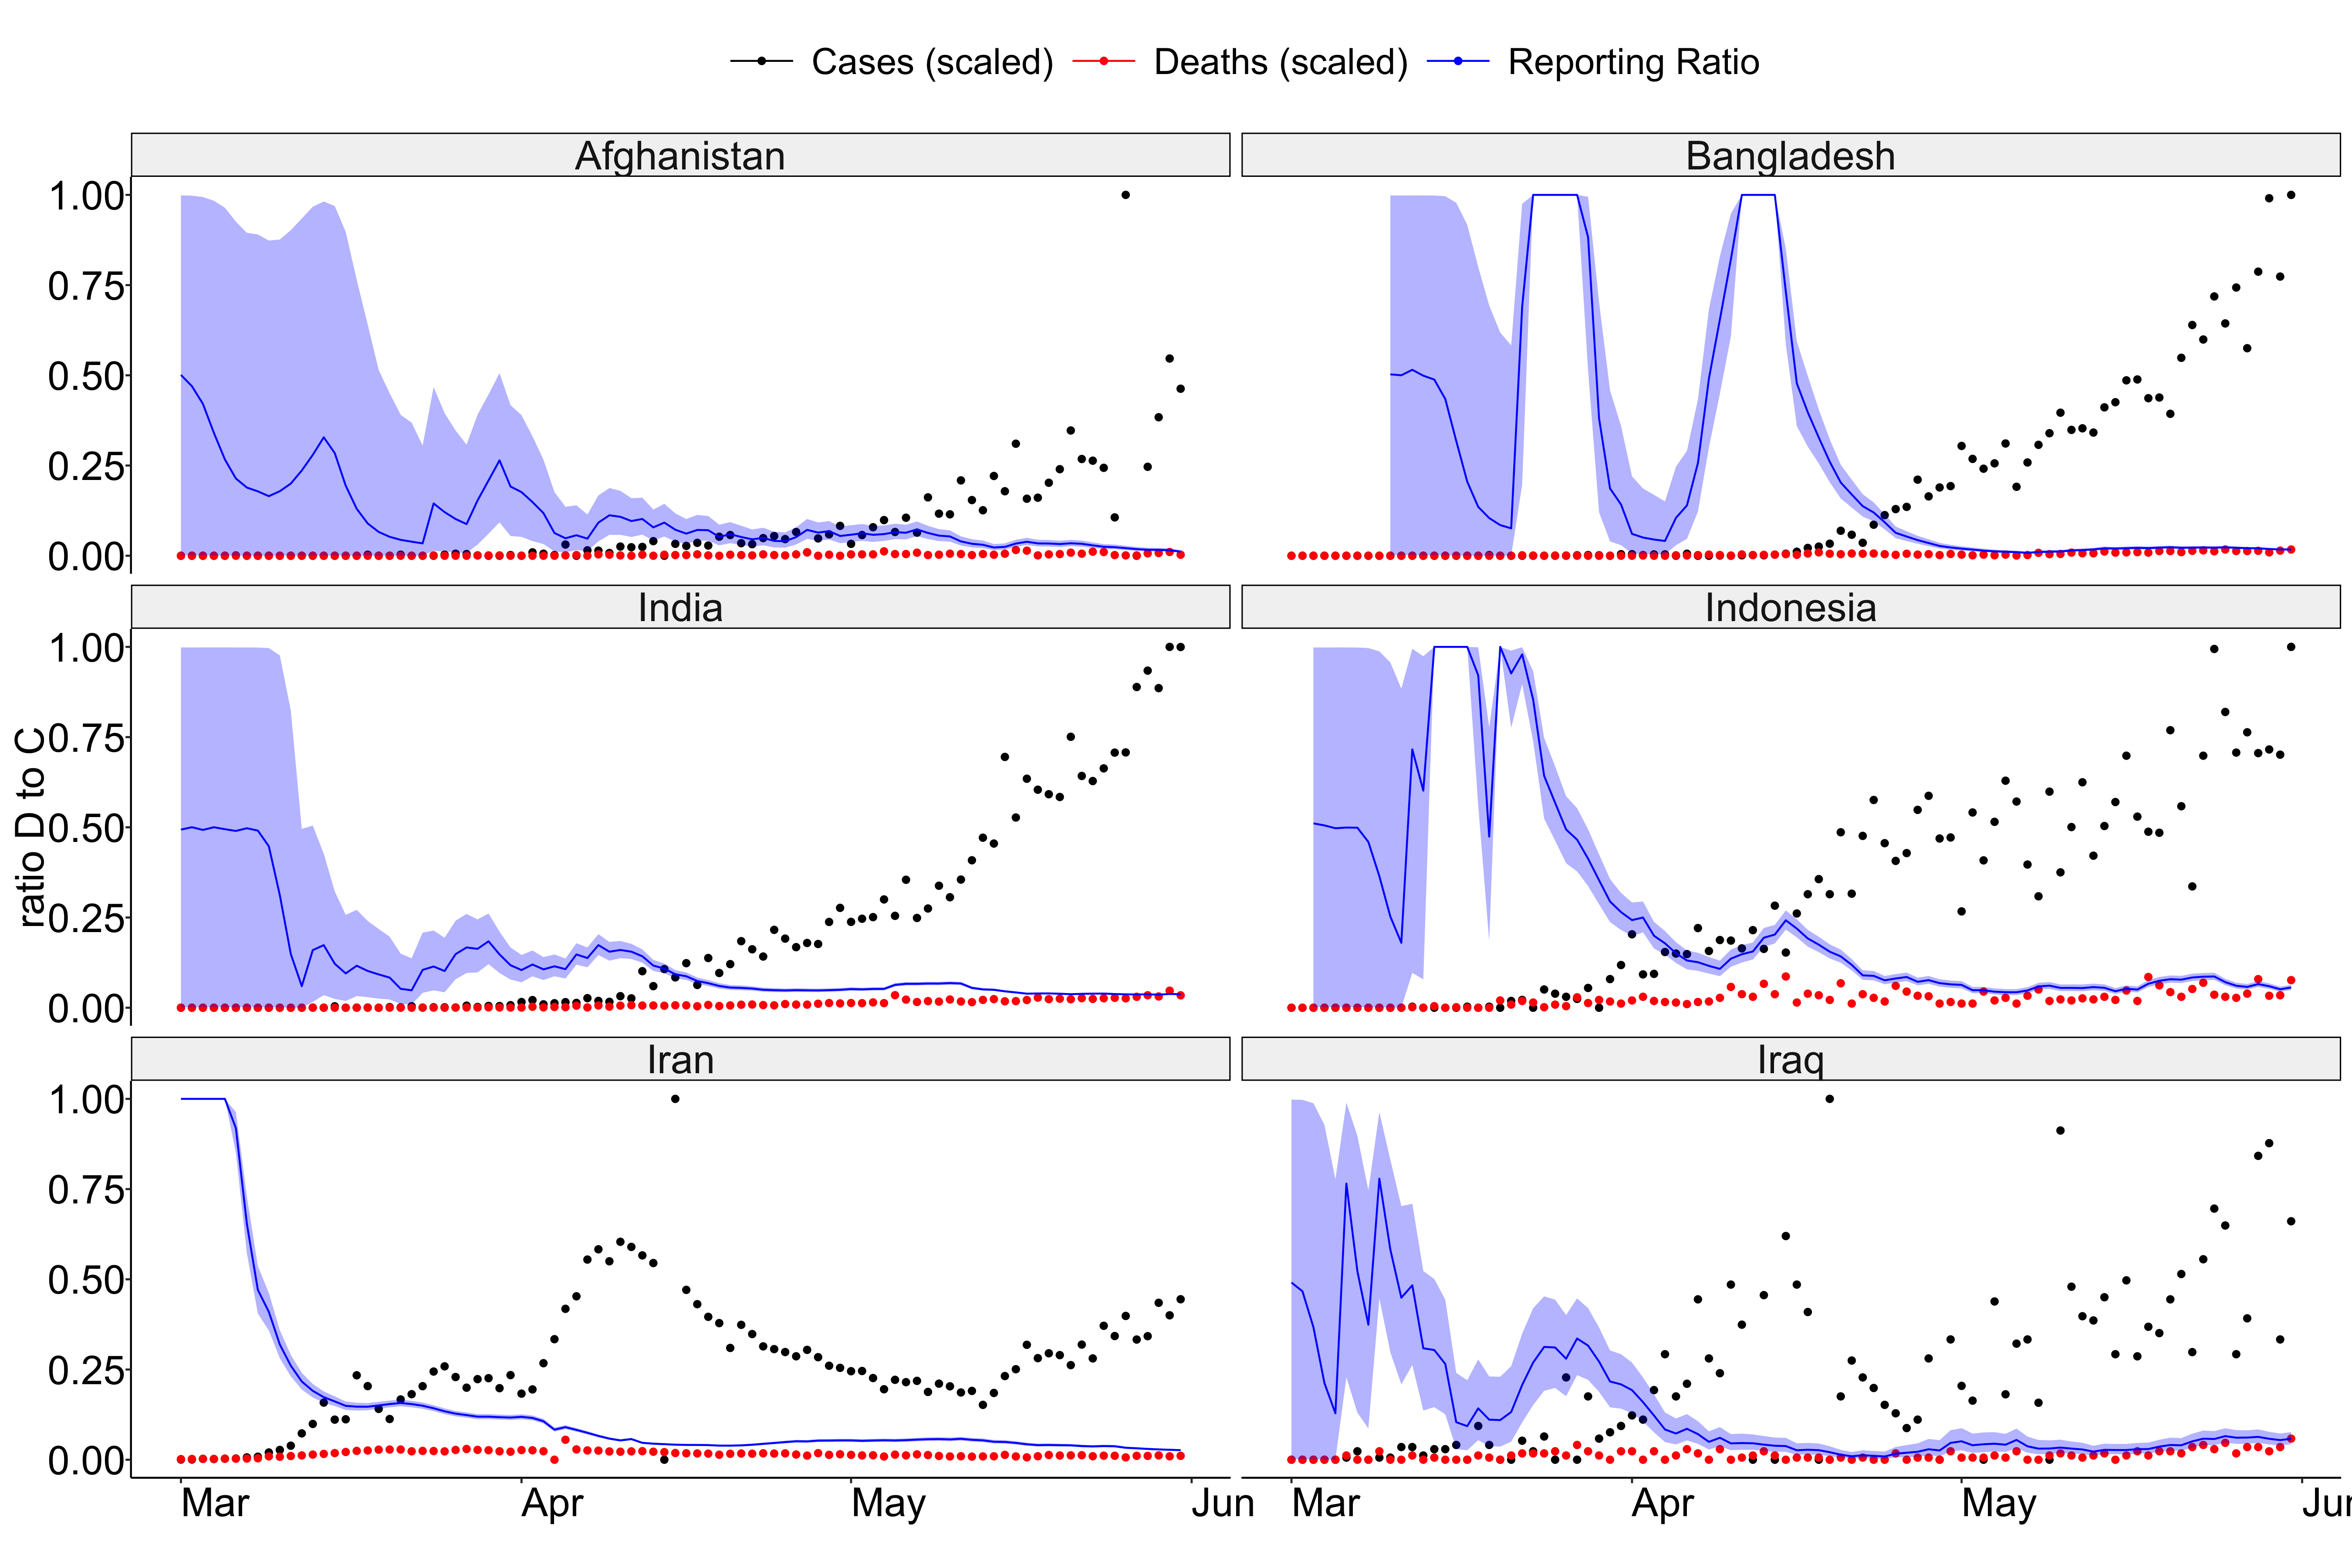 Cases (scaled) Deaths (scaled) Reporting Ratio
Afghanistan Bangladesh
1.00
0.75
0.50
0.25
0.00
India Indonesia
1.00
0.75
0.50
0.25
0.00
ratio D to C
Iran Iraq
1.00
0.75
0.50
0.25
0.00
Mar Apr May Jun Mar Apr May Jun